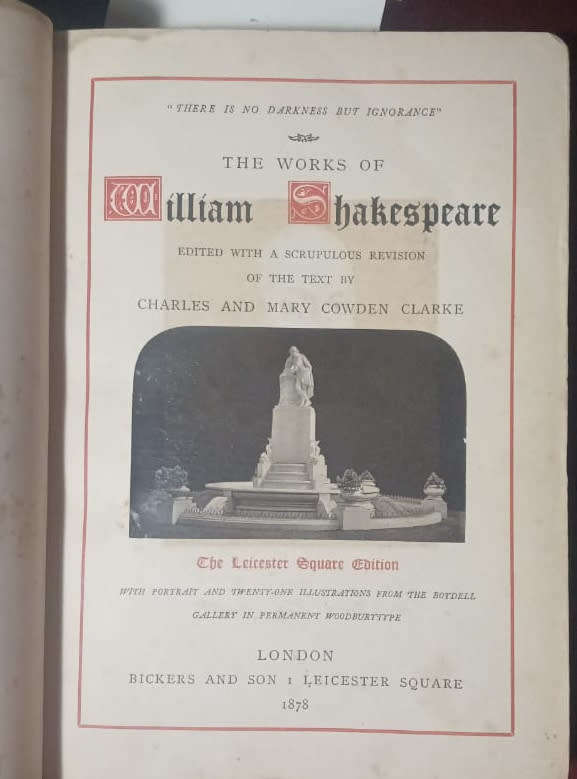 "THERE IS NO DARKNESS BUT IGNORANCE"
THE WORKS OF
William Shakespeare
EDITED WITH A SCRUPULOUS REVISION
OF THE TEXT BY
CHARLES AND MARY COWDEN CLARKE
The Leicester Square Edition
WITH PORTRAIT AND TWENTY-ONE ILLUSTRATIONS FROM THE BOYDELL
GALLERY IN PERMANENT WOODBURYTYPE
LONDON
BICKERS AND SON 1 LEICESTER SQUARE
1878